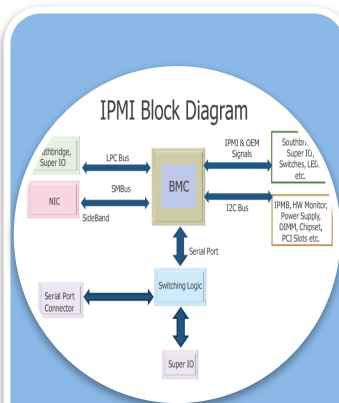 IPMI Block Diagram
Super IO
LPC Bus
BMC
IPMI & OEM
Signals
Super IO,
Switches, LED
etc.
NIC
SMBus
SideBand
I2C Bus
IPMB, HW Monitor,
Power Supply,
DIMM, Chipset,
PCI Slots etc.
Serial Port
Serial Port
Connector
Switching Logic
Super IO